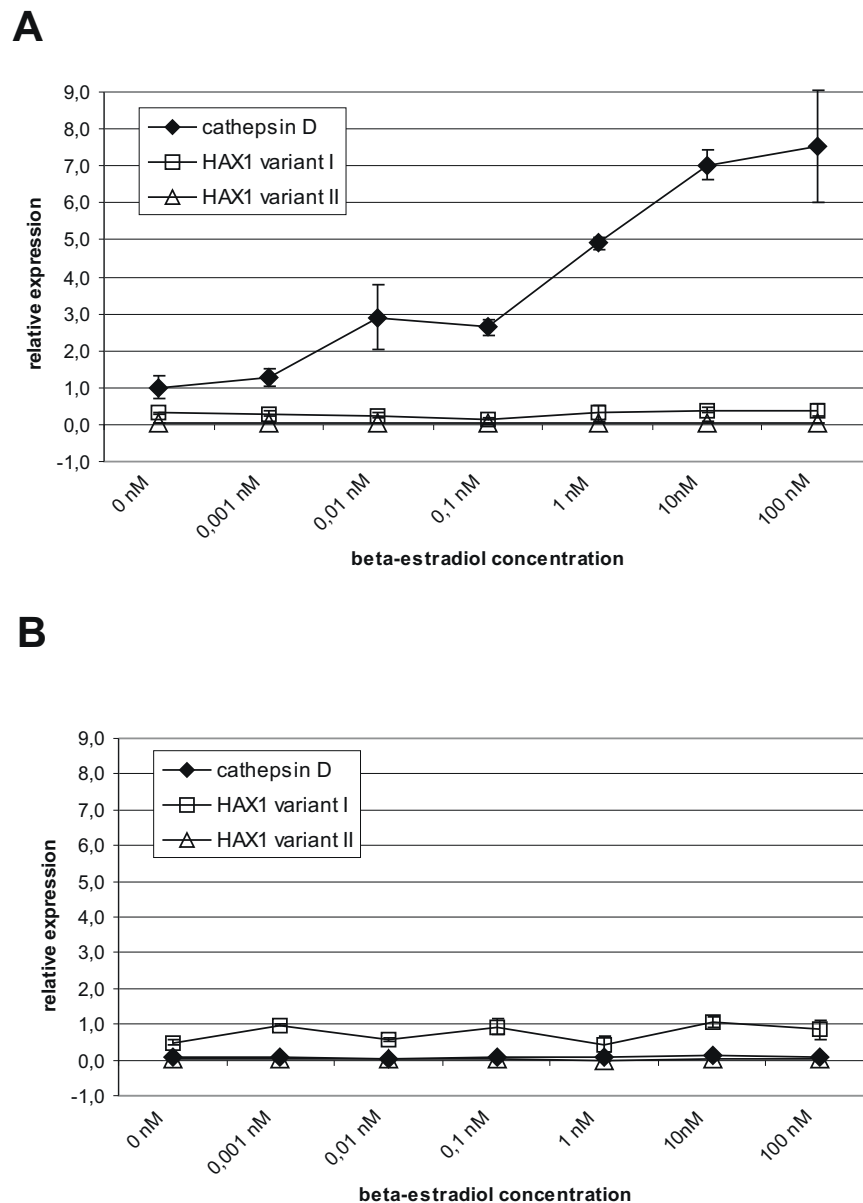 A
9,0
8,0
7,0
6,0
5,0
4,0
3,0
2,0
1,0
0,0
-1,0
relative expression
cathepsin D
HAX1 variant I
HAX1 variant II
0 nM
0,001 nM
0,01 nM
0,1 nM
1 nM
10nM
100 nM
beta-estradiol concentration
B
9,0
8,0
7,0
6,0
5,0
4,0
3,0
2,0
1,0
0,0
-1,0
relative expression
cathepsin D
HAX1 variant I
HAX1 variant II
0 nM
0,001 nM
0,01 nM
0,1 nM
1 nM
10nM
100 nM
beta-estradiol concentration